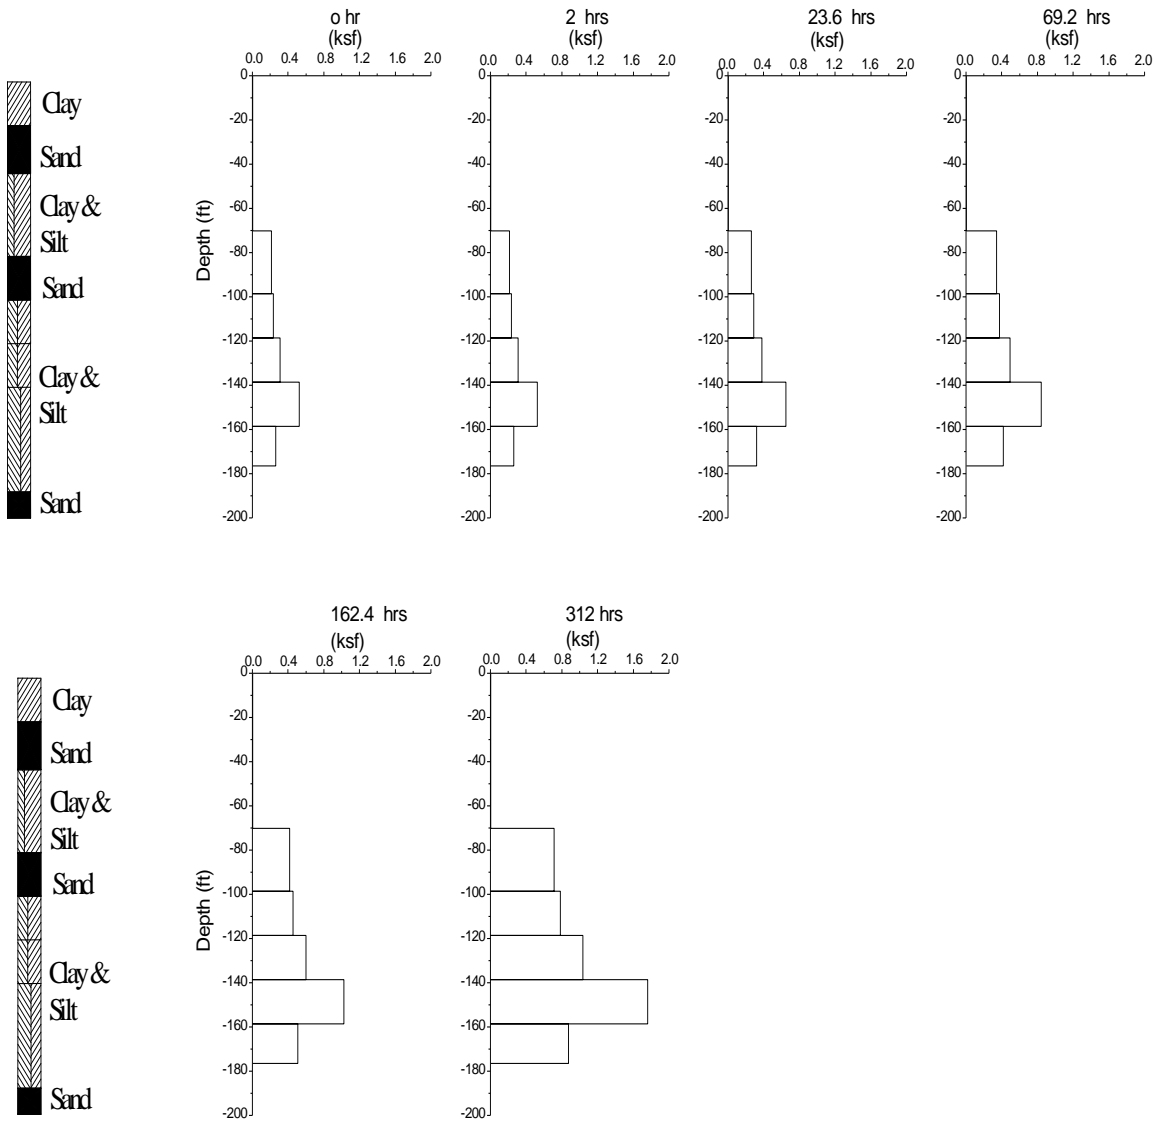 o hr 2 hrs 23.6 hrs 69.2 hrs
(ksf) (ksf) (ksf) (ksf)
0.0 0.4 0.8 1.2 1.6 2.0 0.0 0.4 0.8 1.2 1.6 2.0 0.0 0.4 0.8 1.2 1.6 2.0 0.0 0.4 0.8 1.2 1.6 2.0
0 0 0 0
Clay
-20 -20 -20 -20
Sand
-40 -40 -40 -40
Clay &
-60 -60 -60 -60
Silt
Depth (ft)
-80 -80 -80 -80
Sand
-100 -100 -100 -100
-120 -120 -120 -120
Clay &
-140 -140 -140 -140
Silt
-160 -160 -160 -160
-180 -180 -180 -180
Sand
-200 -200 -200 -200
162.4 hrs 312 hrs
(ksf) (ksf)
0.0 0.4 0.8 1.2 1.6 2.0 0.0 0.4 0.8 1.2 1.6 2.0
0 0
Clay
-20 -20
Sand
-40 -40
Clay &
-60 -60
Silt
-80 -80
Sand
Depth (ft)
-100 -100
-120 -120
Clay &
-140 -140
Silt
-160 -160
-180 -180
Sand
-200 -200